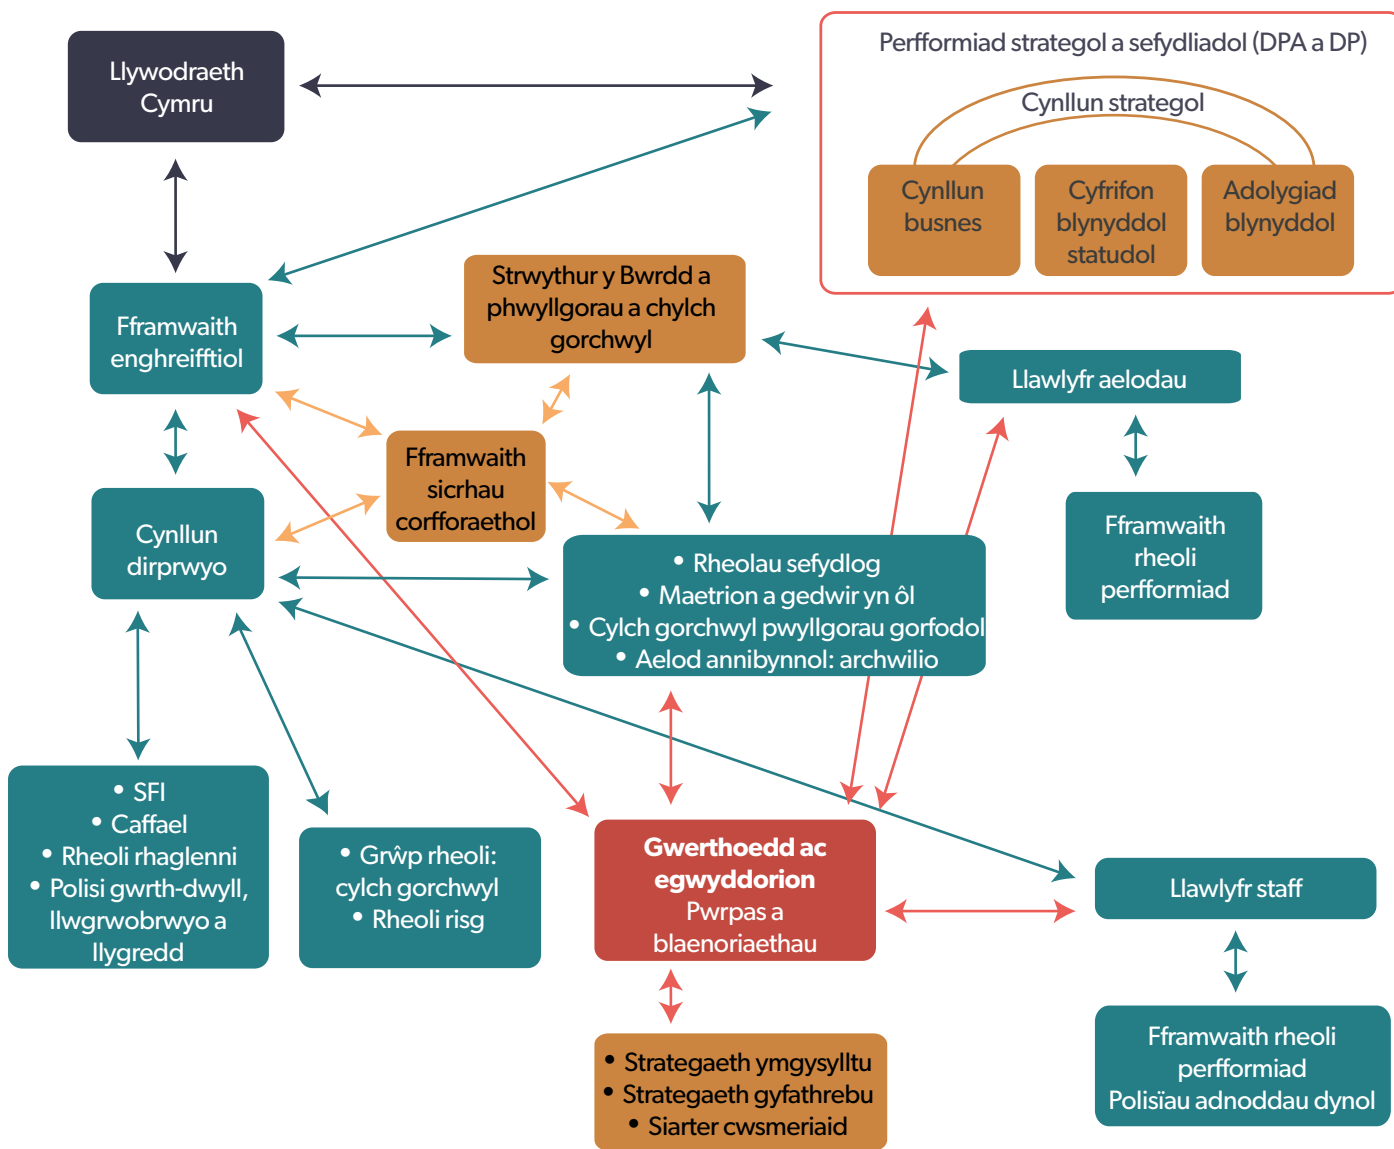 Llywodraeth
Cymru
Perfformiad strategol a sefydliadol (DPA a DP)
Cynllun strategol
Cynllun
busnes
Cyfrifon
blynyddol
statudol
Adolygiad
blynyddol
Strwythur y Bwrdd a
phwyllgorau a chylch
gorchwyl
Fframwaith
enghreifftiol
Llawlyfr aelodau
Fframwaith
sicrhau
corfforaethol
Cynllun
dirprwyo
Fframwaith
rheoli
perfformiad
• Rheolau sefydlog
• Maetrion a gedwir yn ôl
• Cylch gorchwyl pwyllgorau gorfodol
• Aelod annibynnol: archwilio
• SFI
• Caffael
• Rheoli rhaglenni
• Polisi gwrth-dwyll,
llwgrwobrwyo a
llygredd
• Grŵp rheoli:
cylch gorchwyl
• Rheoli risg
Gwerthoedd ac
egwyddorion
Pwrpas a
blaenoriaethau
Llawlyfr staff
• Strategaeth ymgysylltu
• Strategaeth gyfathrebu
• Siarter cwsmeriaid
Fframwaith rheoli
perfformiad
Polisïau adnoddau dynol